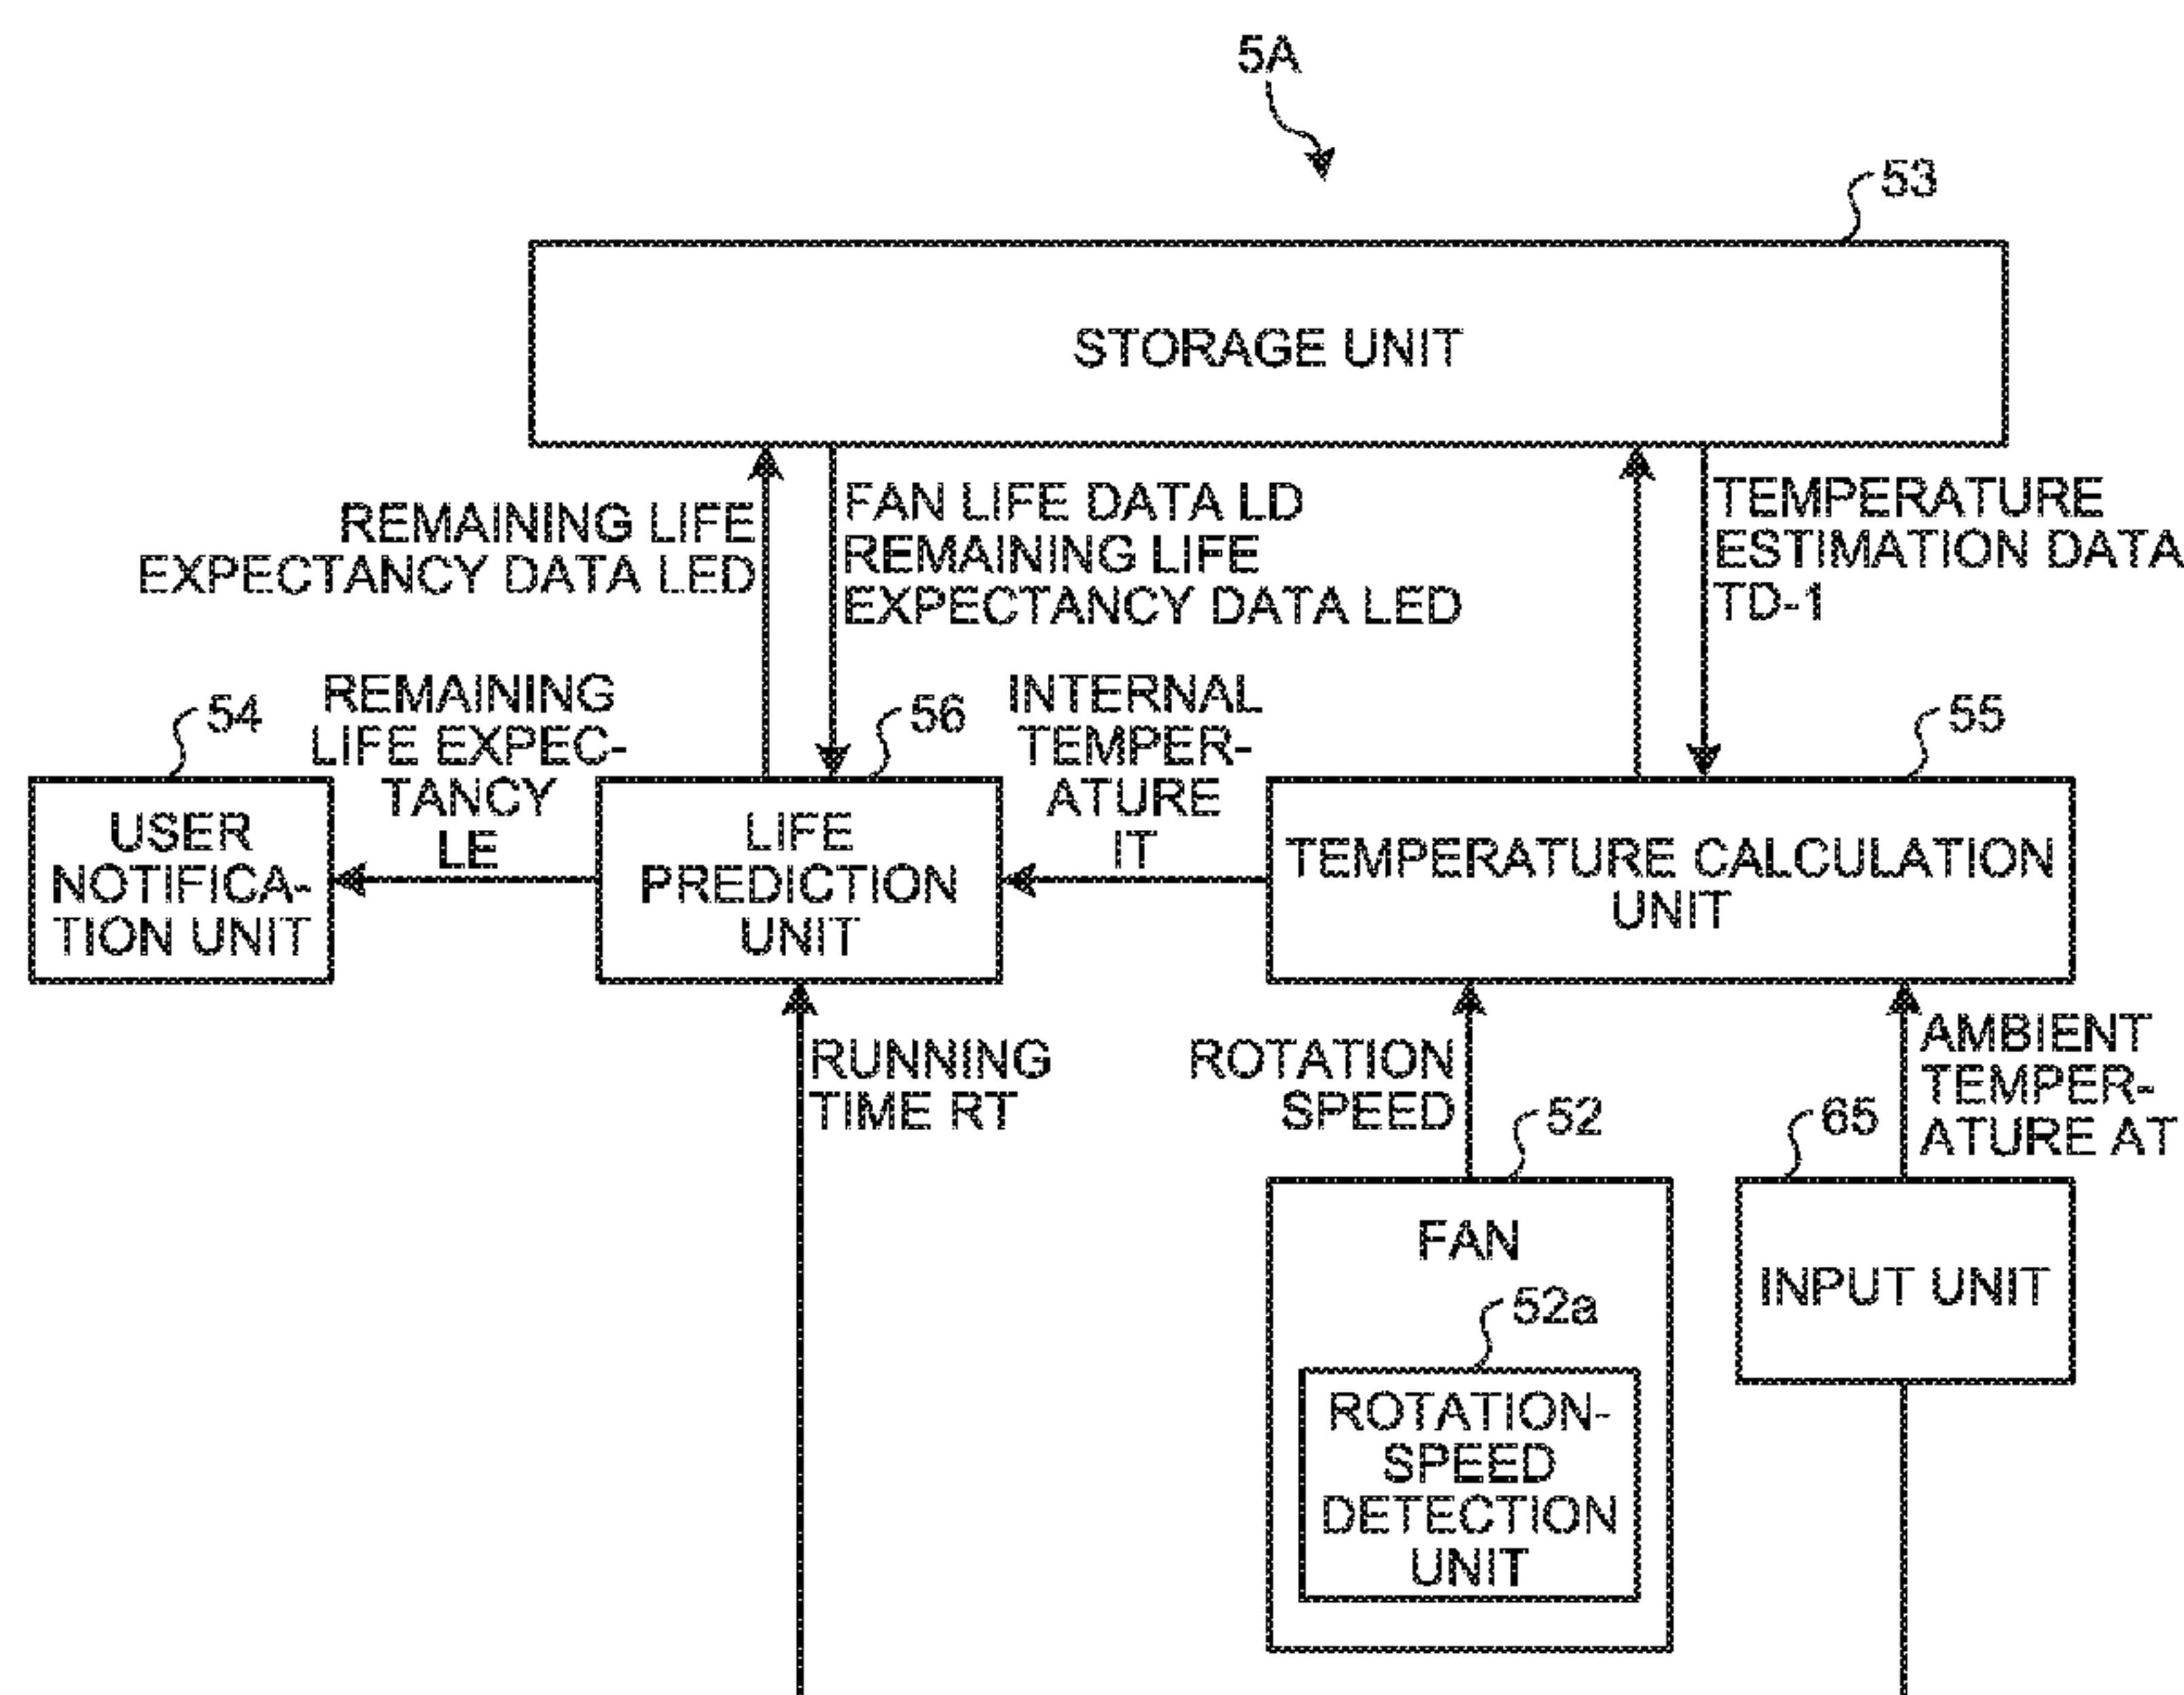 5A
53
STORAGE UNIT
REMAINING LIFE
EXPECTANCY DATA LED
FAN LIFE DATA LD
REMAINING LIFE
EXPECTANCY DATA LED
TEMPERATURE
ESTIMATION DATA
TD-1
54
REMAINING
LIFE EXPEC-
TANCY
LE
56
INTERNAL
TEMPER-
ATURE
IT
55
USER
NOTIFICA-
TION UNIT
LIFE
PREDICTION
UNIT
TEMPERATURE CALCULATION
UNIT
RUNNING
TIME RT
ROTATION
SPEED
AMBIENT
TEMPER-
ATURE AT
52
65
FAN
INPUT UNIT
52a
ROTATION-
SPEED
DETECTION
UNIT